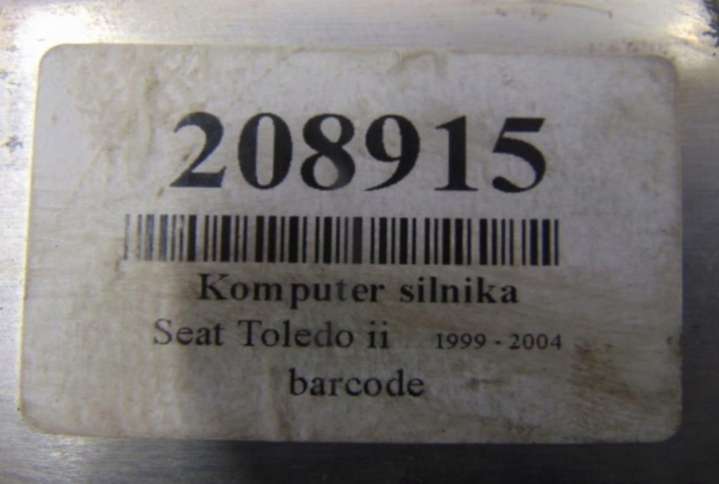 208915
Komputer silnika
Seat Toledo ii 1999 - 2004
barcode